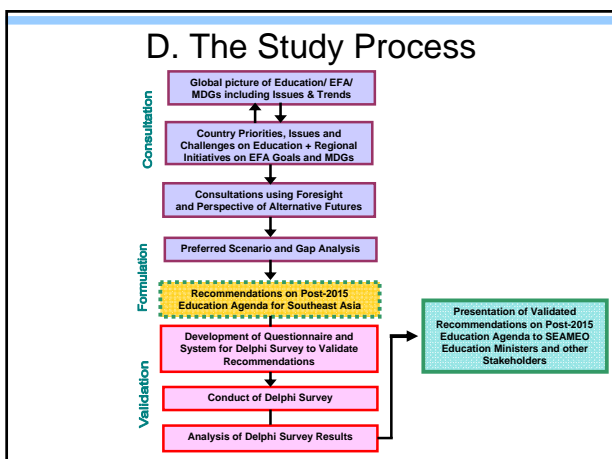 D. The Study Process
Consultation
Global picture of Education/ EFA/
MDGs including Issues & Trends
Country Priorities, Issues and
Challenges on Education + Regional
Initiatives on EFA Goals and MDGs
Consultations using Foresight
and Perspective of Alternative Futures
Preferred Scenario and Gap Analysis
Formulation
Recommendations on Post-2015
Education Agenda for Southeast Asia
Validation
Development of Questionnaire and
System for Delphi Survey to Validate
Recommendations
Conduct of Delphi Survey
Analysis of Delphi Survey Results
Presentation of Validated
Recommendations on Post-2015
Education Agenda to SEAMEO
Education Ministers and other
Stakeholders